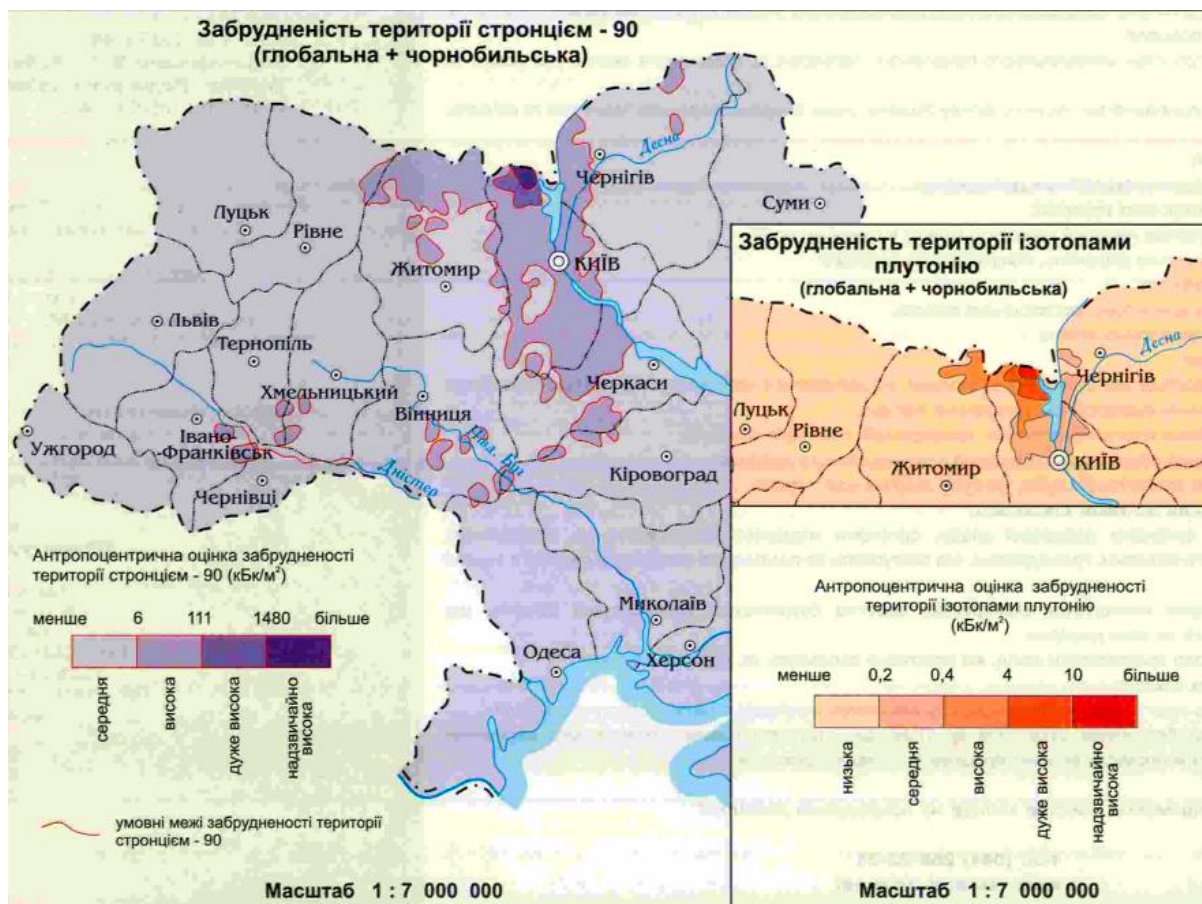 Забрудненість території стронцієм - 90
(глобальна + чорнобильська)
Десна
Чернігів
Суми
Луцьк
Рівне
Житомир
КИЇВ
Львів
Тернопіль
Хмельницький
Вінниця
Черкаси
Ужгород
Івано-
Франківськ
Чернівці
Дністер
Півд. Буг
Кіровоград
Миколаїв
Одеса
Херсон
Антропоцентрична оцінка забрудненості
території стронцієм - 90 (кБк/м²)
менше 6 111 1480 більше
середня
висока
дуже висока
надзвичайно
висока
умовні межі забрудненості території
стронцієм - 90
Масштаб 1 : 7 000 000
Забрудненість території ізотопами
плутонію
(глобальна + чорнобильська)
Десна
Чернігів
Луцьк
Рівне
Житомир
КИЇВ
Антропоцентрична оцінка забрудненості
території ізотопами плутонію
(кБк/м²)
менше 0,2 0,4 4 10 більше
низька
середня
висока
дуже висока
надзвичайно
висока
Масштаб 1 : 7 000 000